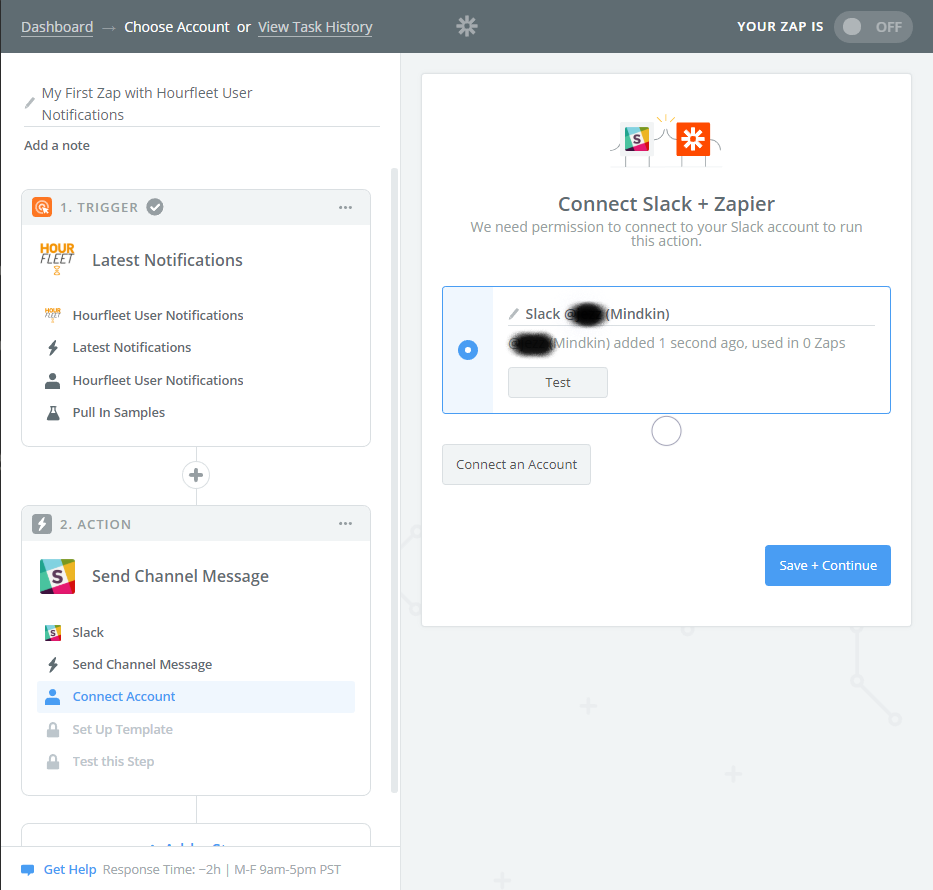 Dashboard → Choose Account or View Task History
YOUR ZAP IS OFF
My First Zap with Hourfleet User
Notifications
Add a note
1. TRIGGER
HOUR
FLEET
Latest Notifications
Hourfleet User Notifications
Latest Notifications
Hourfleet User Notifications
Pull In Samples
2. ACTION
S
Send Channel Message
Slack
Send Channel Message
Connect Account
Set Up Template
Test this Step
Get Help Response Time: ~2h | M-F 9am-5pm PST
S
Connect Slack + Zapier
We need permission to connect to your Slack account to run
this action.
Slack @ (Mindkin)
@ (Mindkin) added 1 second ago, used in 0 Zaps
Test
Connect an Account
Save + Continue